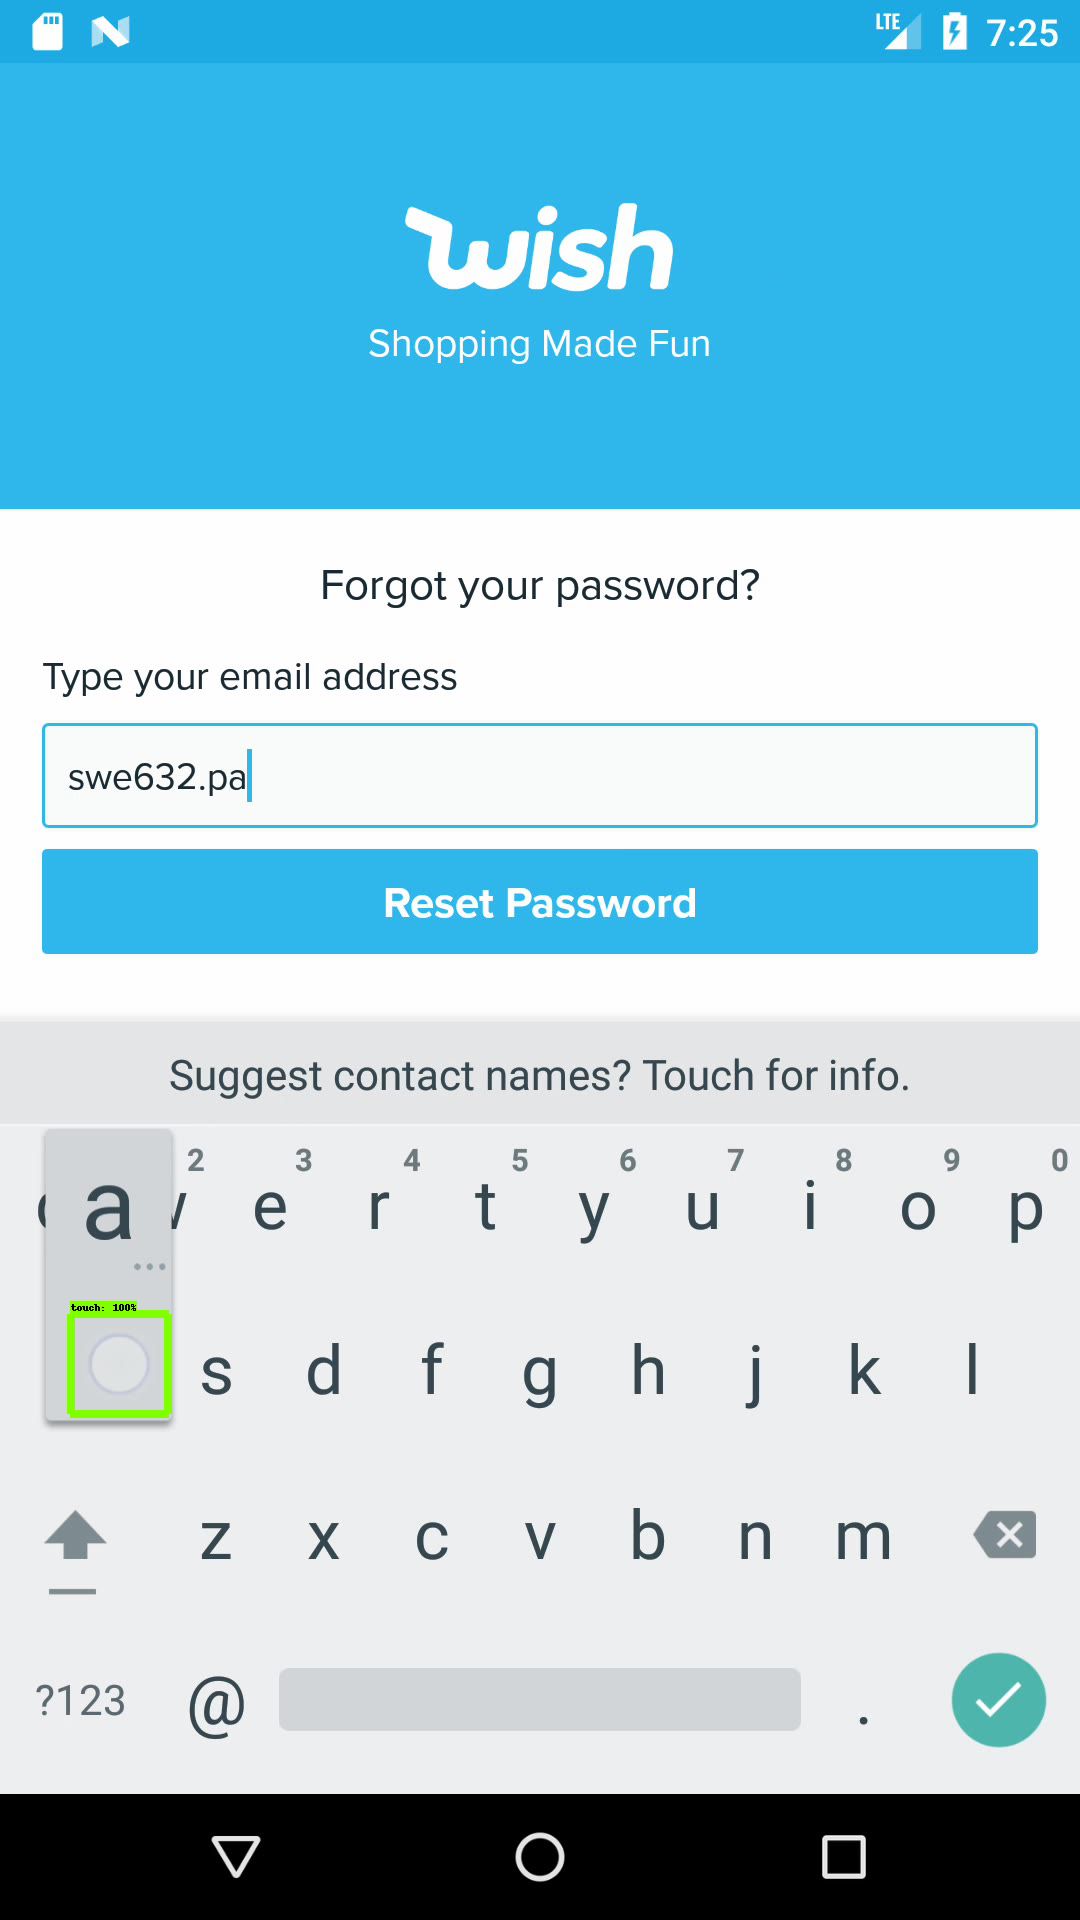 LTE 7:25
wish
Shopping Made Fun
Forgot your password?
Type your email address
swe632.pa
Reset Password
Suggest contact names? Touch for info.
2 3 4 5 6 7 8 9 0
a e r t y u i o p
touch: 100%
s d f g h j k l
z x c v b n m
?123 @ .